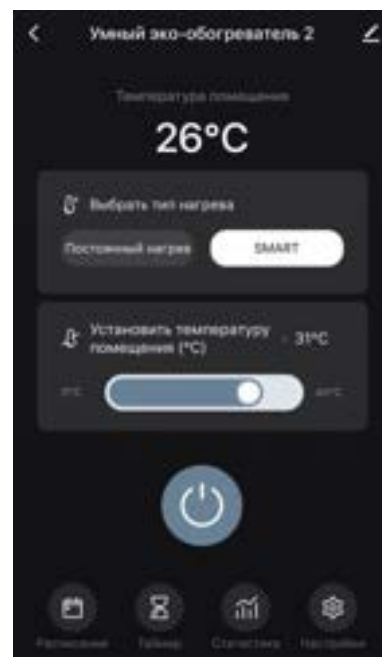 Умный эко-обогреватель 2
Температура помещения
26°C
Выбрать тип нагрева
Постоянный нагрев
SMART
Установить температуру
помещения (°C)
31°C
Расписание
Таймер
Статистика
Настройки